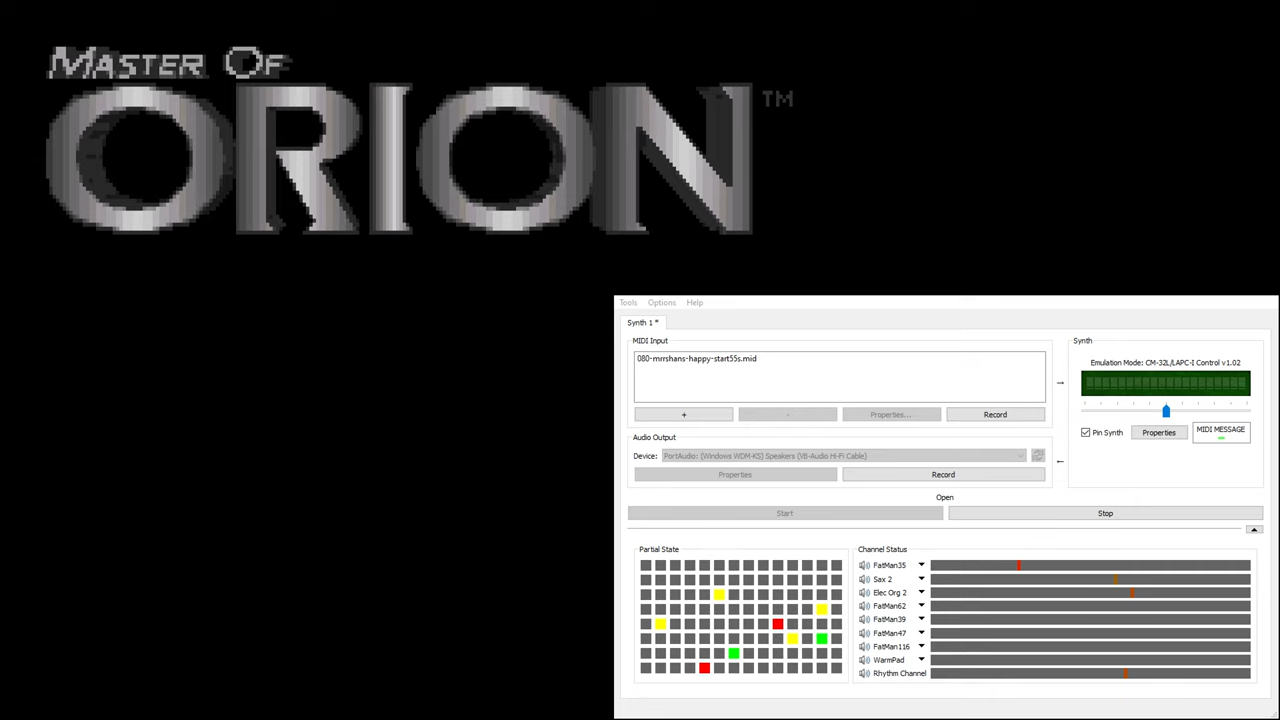 MASTER OF
ORION™
Tools Options Help
Synth 1 *
MIDI Input
080-mrrshans-happy-start55s.mid
+ - Properties... Record
Audio Output
Device: PortAudio: (Windows WDM-KS) Speakers (VB-Audio Hi-Fi Cable)
Properties Record
Synth
Emulation Mode: CM-32L/LAPC-I Control v1.02
Pin Synth Properties MIDI MESSAGE
Open
Start Stop
Partial State
Channel Status
FatMan35
Sax 2
Elec Org 2
FatMan62
FatMan39
FatMan47
FatMan116
WarmPad
Rhythm Channel